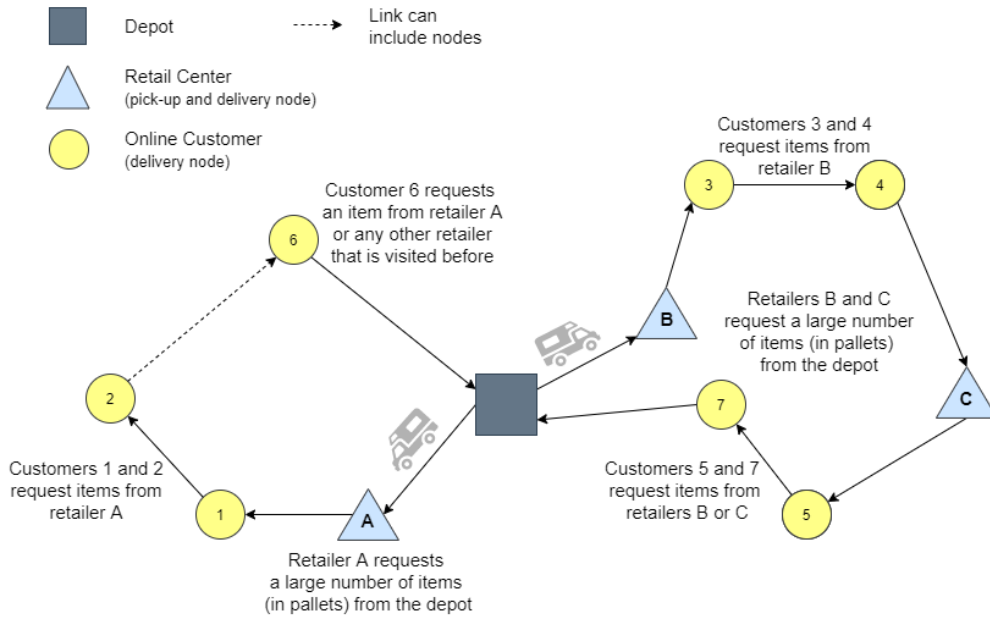 Depot
Link can
include nodes
Retail Center
(pick-up and delivery node)
Online Customer
(delivery node)
Customer 6 requests
an item from retailer A
or any other retailer
that is visited before
6
Customers 3 and 4
request items from
retailer B
3
4
B
Retailers B and C
request a large number
of items (in pallets)
from the depot
C
2
7
Customers 1 and 2
request items from
retailer A
1
A
Customers 5 and 7
request items from
retailers B or C
5
Retailer A requests
a large number of items
(in pallets) from the depot